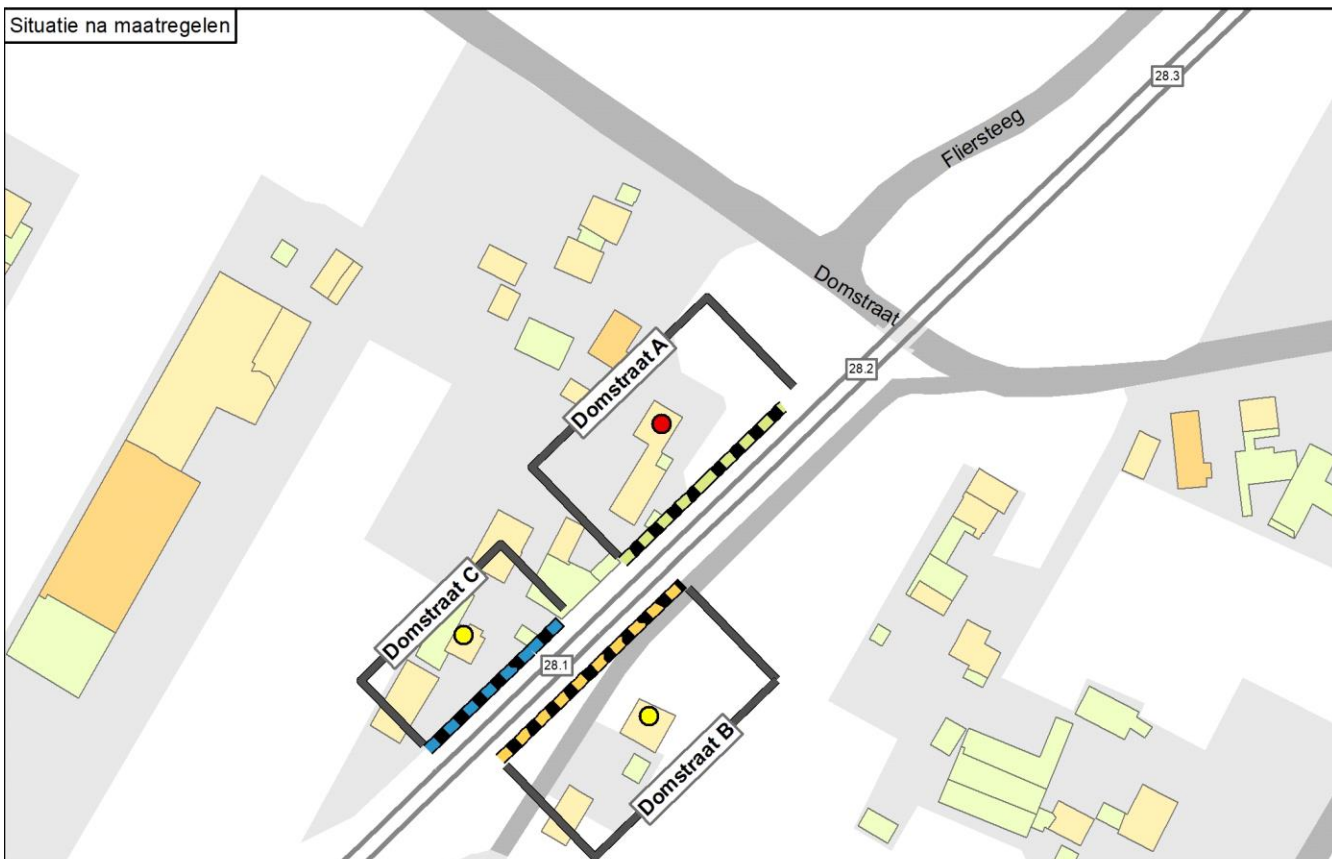 Situatie na maatregelen
28.3
Fliersteeg
Domstraat
28.2
Domstraat A
Domstraat C
28.1
Domstraat B